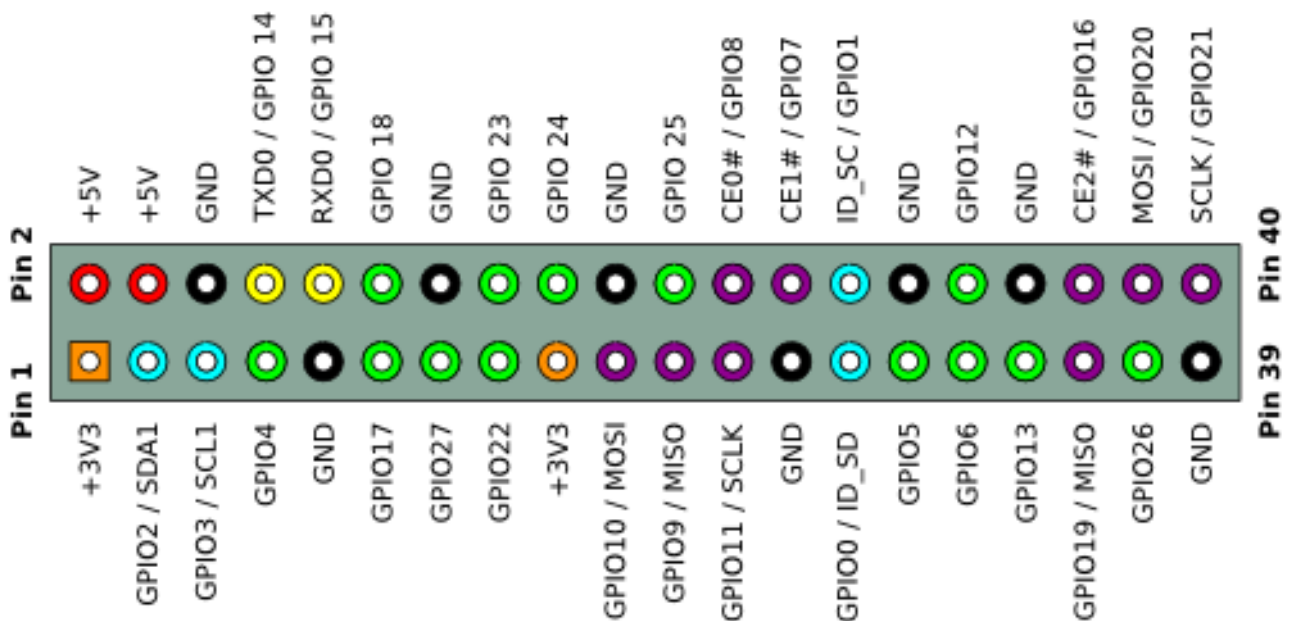 +5V
+5V
GND
TXD0 / GPIO 14
RXD0 / GPIO 15
GPIO 18
GND
GPIO 23
GPIO 24
GND
GPIO 25
CE0# / GPIO8
CE1# / GPIO7
ID_SC / GPIO1
GND
GPIO12
GND
CE2# / GPIO16
MOSI / GPIO20
SCLK / GPIO21
Pin 2
Pin 40
Pin 1
Pin 39
+3V3
GPIO2 / SDA1
GPIO3 / SCL1
GPIO4
GND
GPIO17
GPIO27
GPIO22
+3V3
GPIO10 / MOSI
GPIO9 / MISO
GPIO11 / SCLK
GND
GPIO0 / ID_SD
GPIO5
GPIO6
GPIO13
GPIO19 / MISO
GPIO26
GND